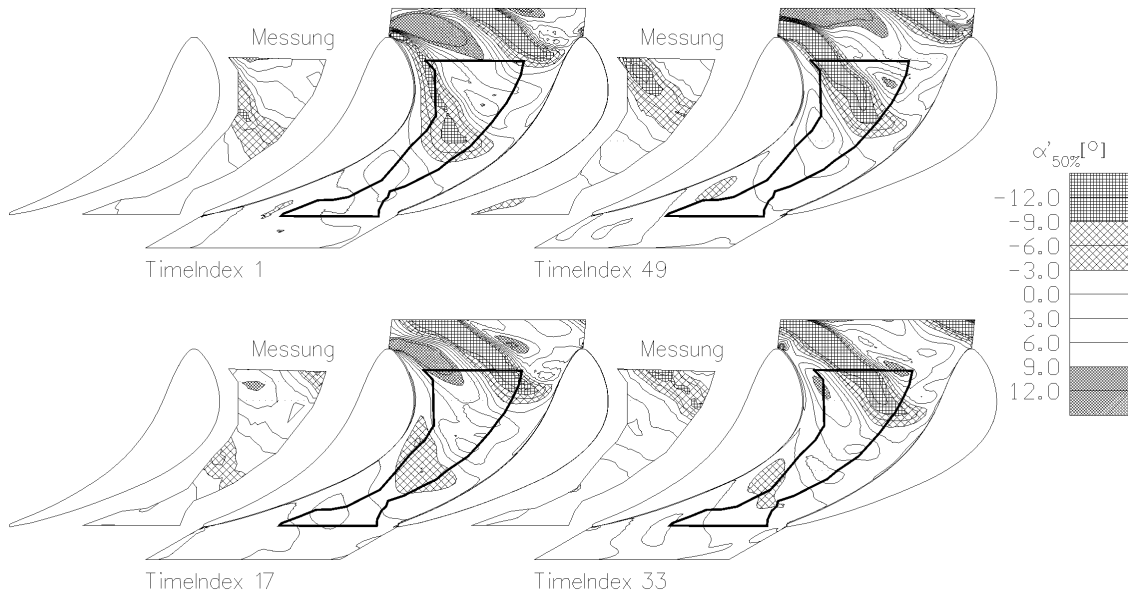 Messung
Messung
α'50%[°]
-12.0
-9.0
-6.0
-3.0
0.0
3.0
6.0
9.0
12.0
TimeIndex 1
TimeIndex 49
Messung
Messung
TimeIndex 17
TimeIndex 33